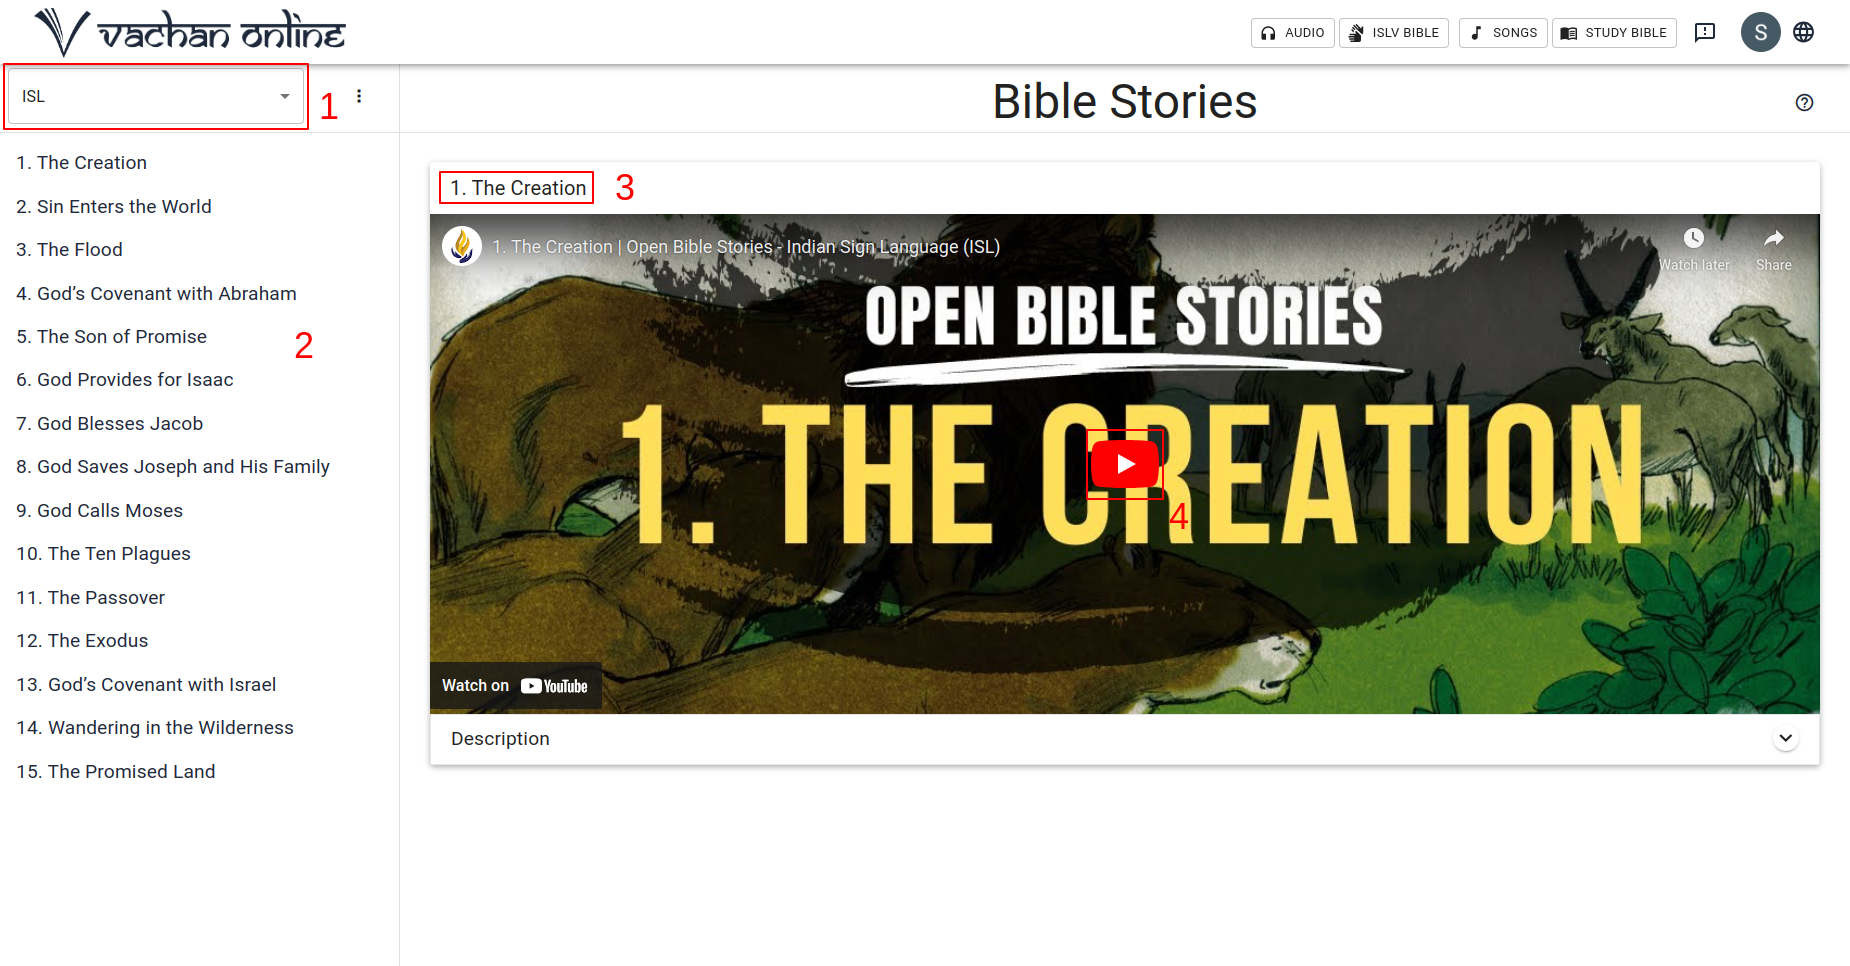 vachan online
AUDIO
ISLV BIBLE
SONGS
STUDY BIBLE
S
ISL
1
Bible Stories
1. The Creation
2. Sin Enters the World
3. The Flood
4. God’s Covenant with Abraham
5. The Son of Promise
2
6. God Provides for Isaac
7. God Blesses Jacob
8. God Saves Joseph and His Family
9. God Calls Moses
10. The Ten Plagues
11. The Passover
12. The Exodus
13. God’s Covenant with Israel
14. Wandering in the Wilderness
15. The Promised Land
1. The Creation
3
1. The Creation | Open Bible Stories - Indian Sign Language (ISL)
Watch later
Share
OPEN BIBLE STORIES
1. THE CREATION
4
Watch on YouTube
Description